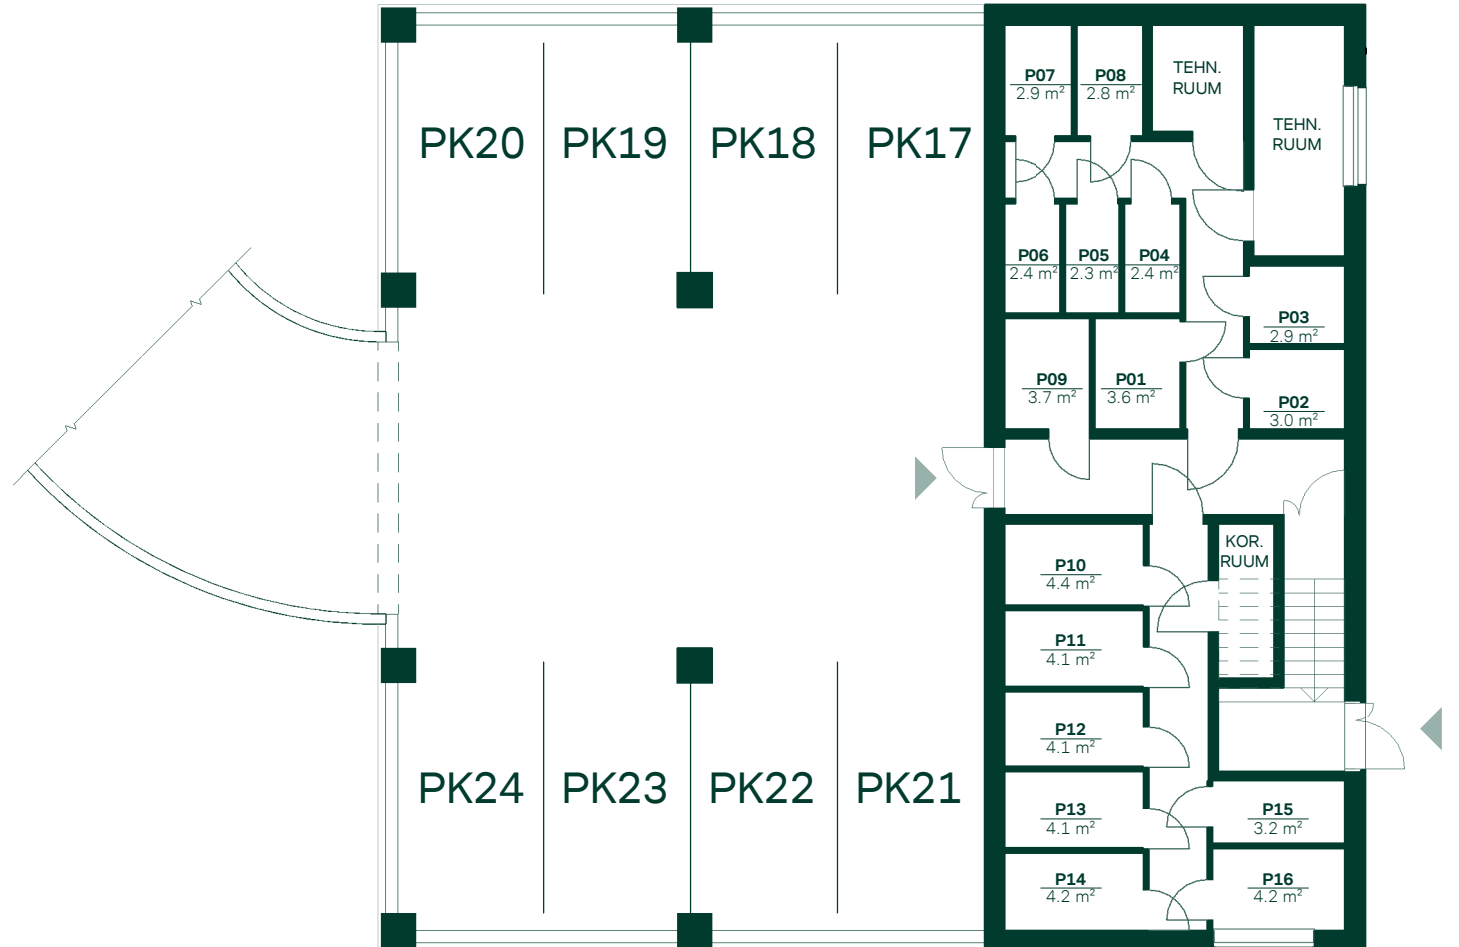 PK20
PK19
PK18
PK17
P07
2.9 m²
P08
2.8 m²
TEHN.
RUUM
TEHN.
RUUM
P06
2.4 m²
P05
2.3 m²
P04
2.4 m²
P03
2.9 m²
P09
3.7 m²
P01
3.6 m²
P02
3.0 m²
P10
4.4 m²
KOR.
RUUM
P11
4.1 m²
P12
4.1 m²
PK24
PK23
PK22
PK21
P13
4.1 m²
P15
3.2 m²
P14
4.2 m²
P16
4.2 m²